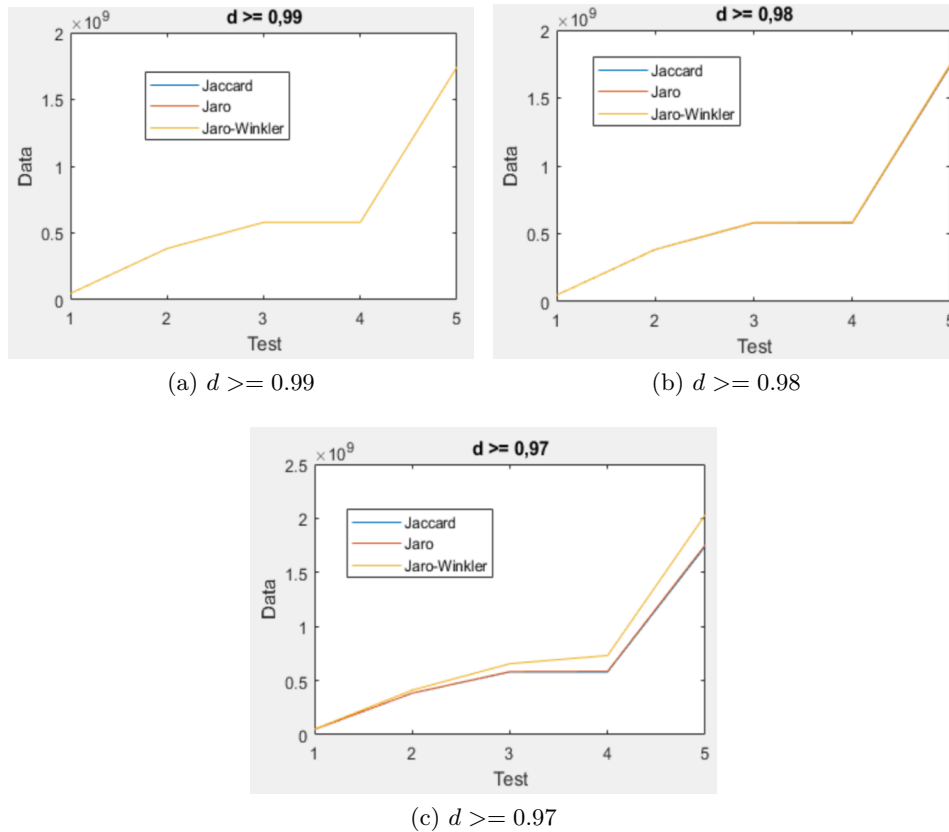 d >= 0,99
×10^9
2
1.5
1
0.5
0
Data
Jaccard
Jaro
Jaro-Winkler
1 2 3 4 5
Test
(a) d >= 0.99
d >= 0,98
×10^9
2
1.5
1
0.5
0
Data
Jaccard
Jaro
Jaro-Winkler
1 2 3 4 5
Test
(b) d >= 0.98
d >= 0,97
×10^9
2.5
2
1.5
1
0.5
0
Data
Jaccard
Jaro
Jaro-Winkler
1 2 3 4 5
Test
(c) d >= 0.97